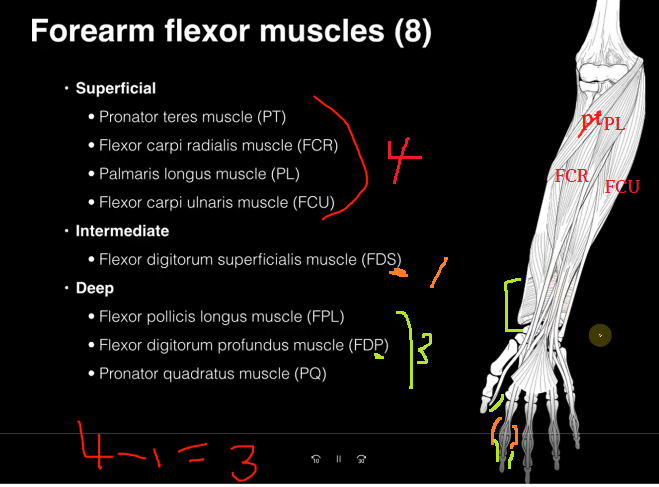 Forearm flexor muscles (8)
• Superficial
• Pronator teres muscle (PT)
• Flexor carpi radialis muscle (FCR)
• Palmaris longus muscle (PL)
• Flexor carpi ulnaris muscle (FCU)
4
• Intermediate
• Flexor digitorum superficialis muscle (FDS)
1
• Deep
• Flexor pollicis longus muscle (FPL)
• Flexor digitorum profundus muscle (FDP)
• Pronator quadratus muscle (PQ)
3
4-1=3
pt PL
FCR
FCU
10
30